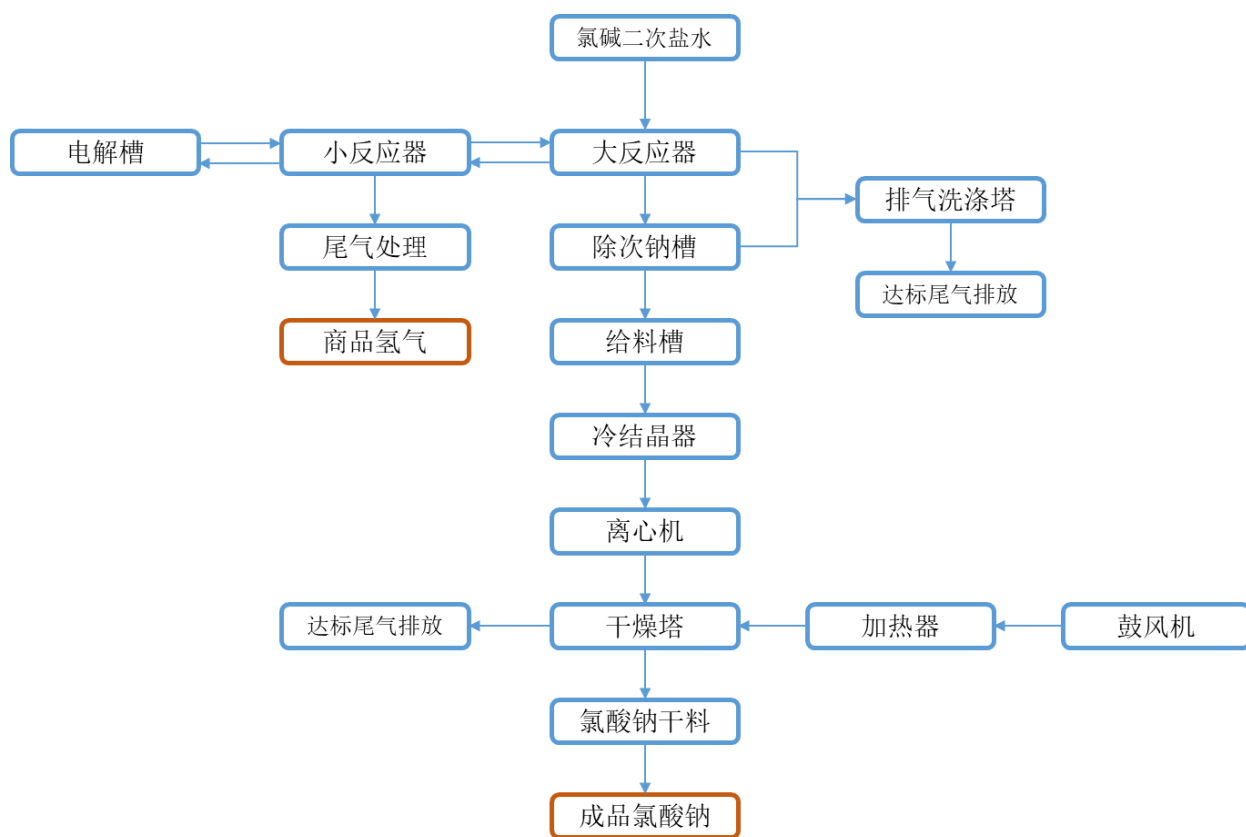 氯碱二次盐水
电解槽
小反应器
大反应器
排气洗涤塔
尾气处理
除次钠槽
达标尾气排放
商品氢气
给料槽
冷结晶器
离心机
达标尾气排放
干燥塔
加热器
鼓风机
氯酸钠干料
成品氯酸钠